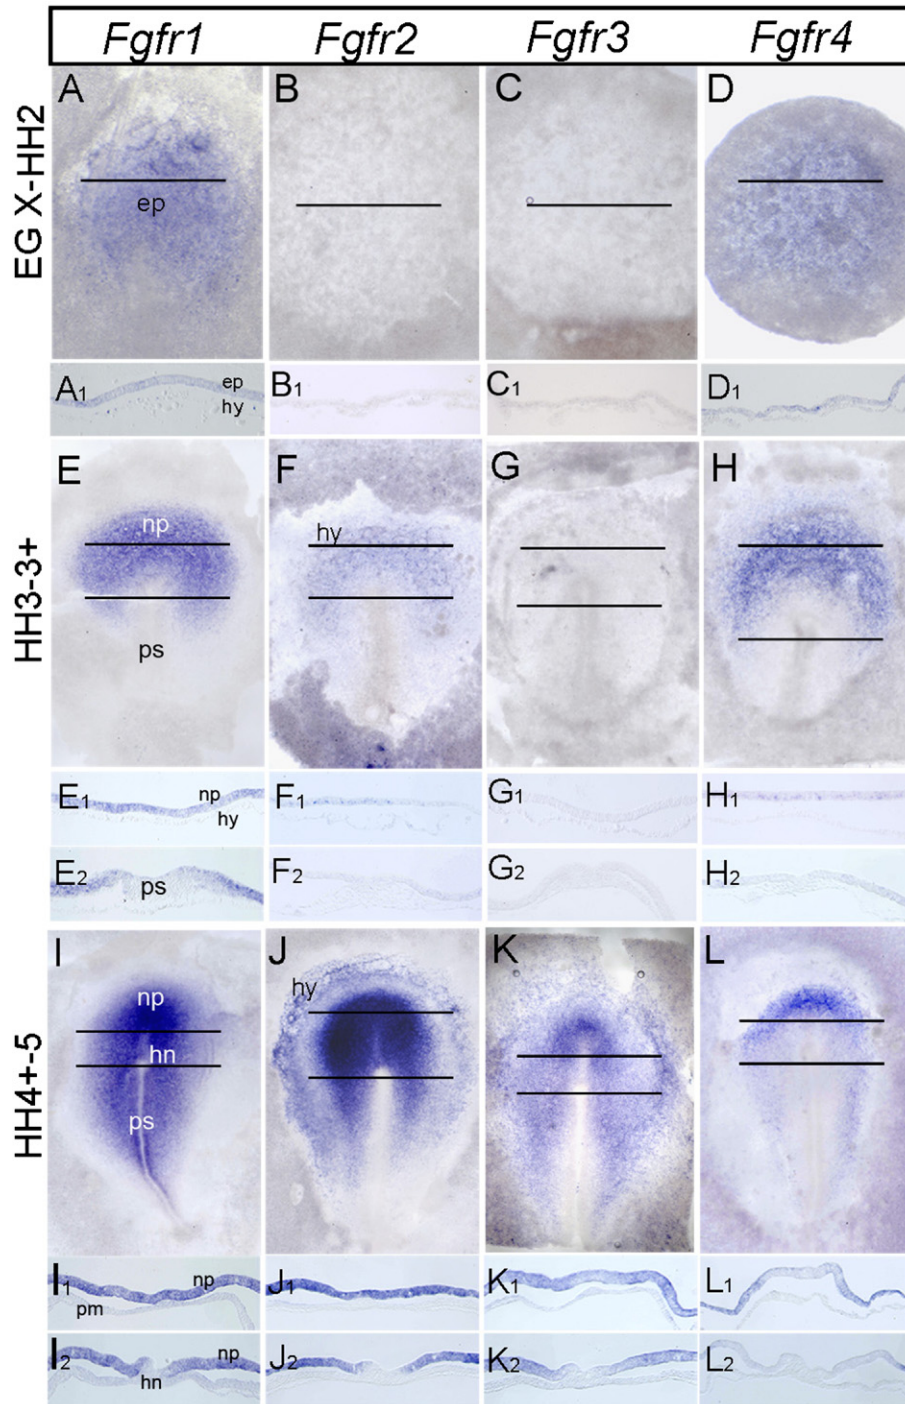 Fgfr1 Fgfr2 Fgfr3 Fgfr4
EG X-HH2
A B C D
ep
A1 B1 C1 D1
ep
hy
HH3-3+
E F G H
np hy
ps
E1 F1 G1 H1
np
hy
E2 F2 G2 H2
ps
HH4+-5
I J K L
np hy
hn
ps
I1 J1 K1 L1
np
pm
I2 J2 K2 L2
np
hn